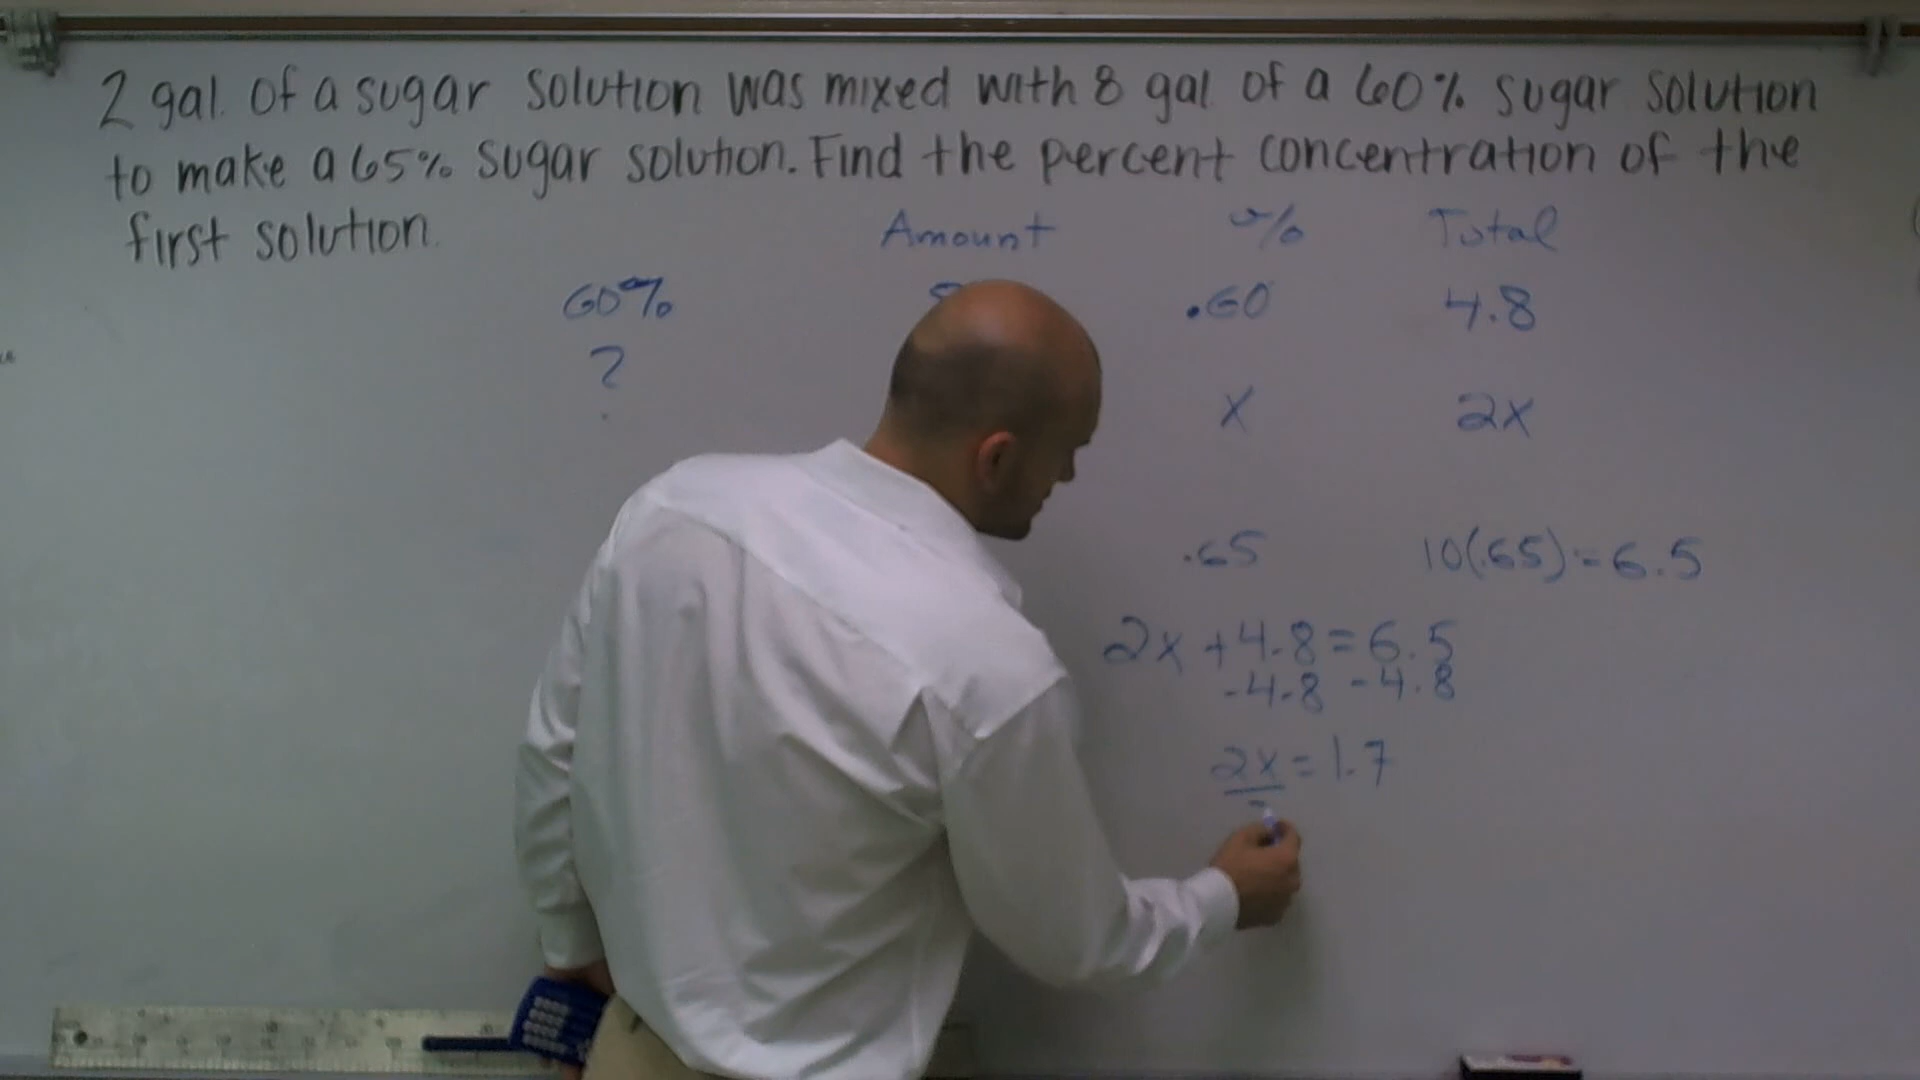 2 gal. of a sugar solution was mixed with 8 gal of a 60% sugar solution
to make a 65% sugar solution. Find the percent concentration of the
first solution.
Amount % Total
60% .60 4.8
? x 2x
.65 10(.65)=6.5
2x+4.8=6.5
-4.8 -4.8
2x=1.7